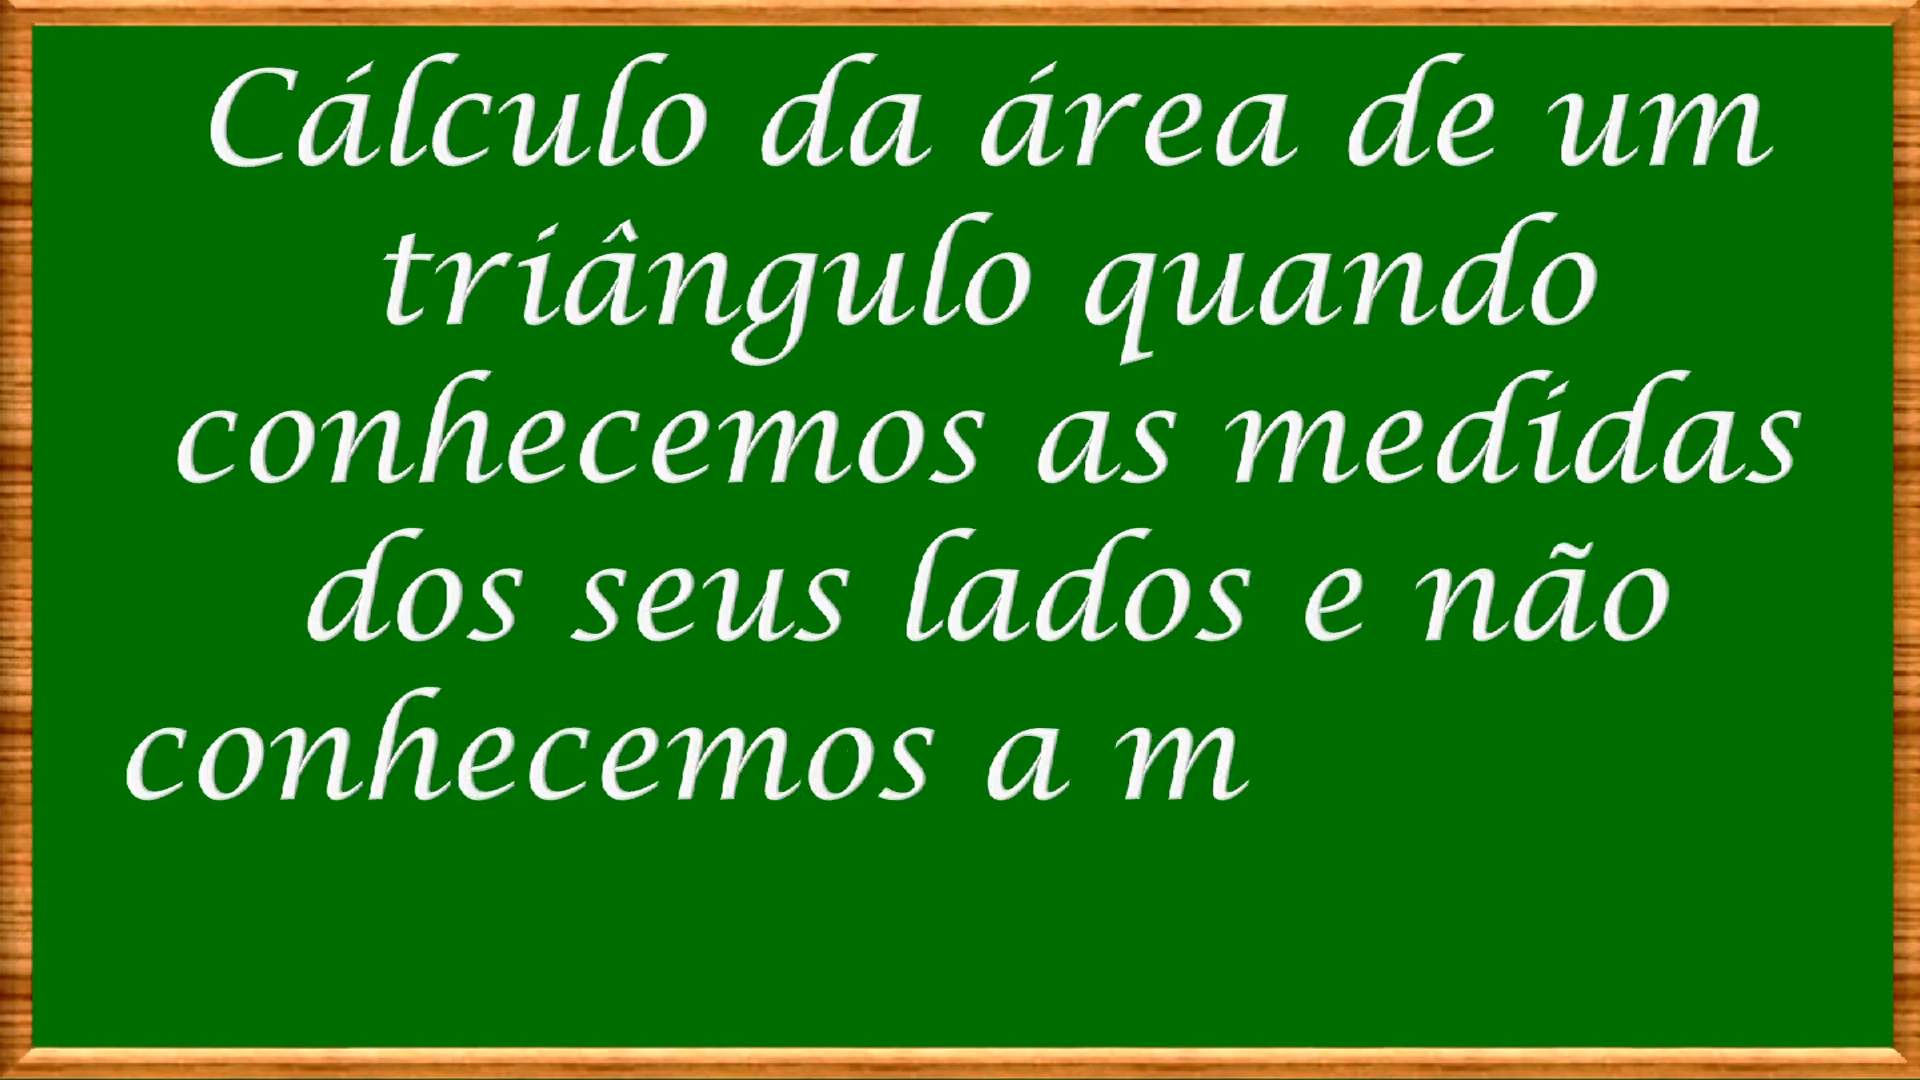 Cálculo da área de um
triângulo quando
conhecemos as medidas
dos seus lados e não
conhecemos a m